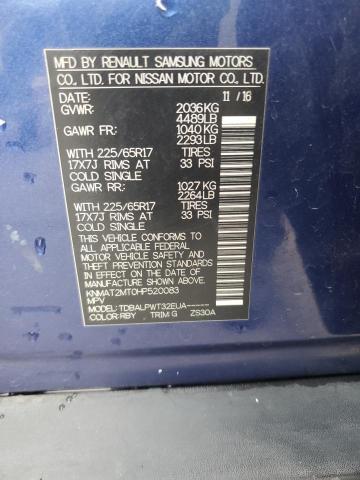 MFD BY RENAULT SAMSUNG MOTORS
CO., LTD. FOR NISSAN MOTOR CO., LTD.
DATE: 11 / 16
GVWR: 2036KG
4489LB
GAWR FR: 1040 KG
2293LB
WITH 225/65R17 TIRES
17X7J RIMS AT 33 PSI
COLD SINGLE
GAWR RR: 1027 KG
2264LB
WITH 225/65R17 TIRES
17X7J RIMS AT 33 PSI
COLD SINGLE
THIS VEHICLE CONFORMS TO
ALL APPLICABLE FEDERAL
MOTOR VEHICLE SAFETY AND
THEFT PREVENTION STANDARDS
IN EFFECT ON THE DATE OF
MANUFACTURE SHOWN ABOVE.
KNMAT2MT0HP520083
MPV
MODEL: TDBALPWT32EUA-----
COLOR:RBY TRIM:G ZS30A